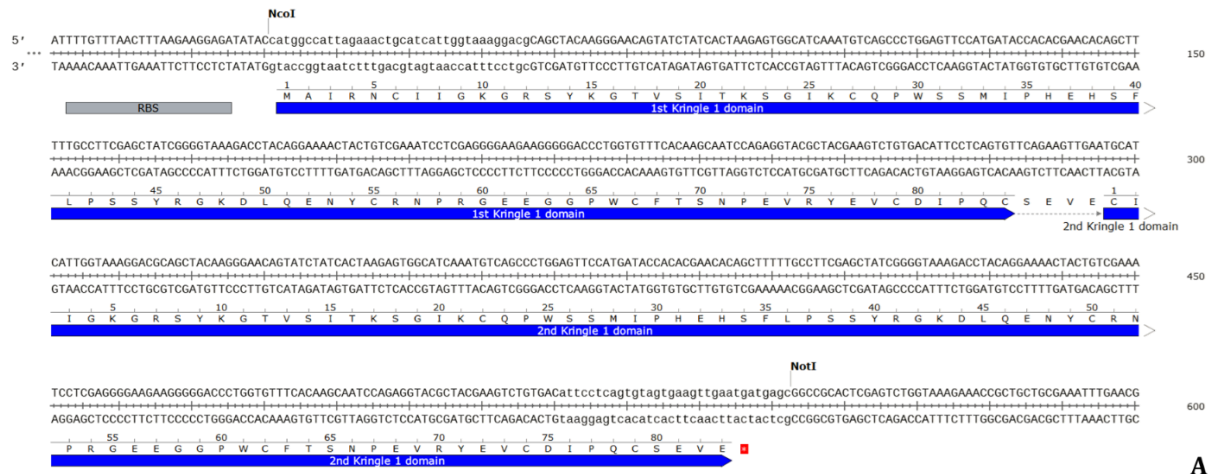 NcoI
5’ ATTTTGTTTAACTTTAAGAAGGAGATATACcatggccattagaaactgcatcattggtaaaggacgCAGCTACAAGGGAACAGTATCTATCACTAAGAGTGGCATCAAATGTCAGCCCTGGAGTTCCATGATACCACACGAACACAGCTT
... 150
3’ TAAAACAAATTGAAATTCTTCCTCTATATGgtaccggtaatctttgacgtagtaaccatttcctgcGTCGATGTTCCCTTGTCATAGATAGTGATTCTCACCGTAGTTTACAGTCGGGACCTCAAGGTACTATGGTGTGCTTGTGTCGAA
1 5 10 15 20 25 30 35 40
M A I R N C I I G K G R S Y K G T V S I T K S G I K C Q P W S S M I P H E H S F
RBS 1st Kringle 1 domain
TTTGCCTTCGAGCTATCGGGGTAAAGACCTACAGGAAAACTACTGTCGAAATCCTCGAGGGGAAGAAGGGGGACCCTGGTGTTTCACAAGCAATCCAGAGGTACGCTACGAAGTCTGTGACATTCCTCAGTGTTCAGAAGTTGAATGCAT
300
AAACGGAAGCTCGATAGCCCCATTTCTGGATGTCCTTTTGATGACAGCTTTAGGAGCTCCCCTTCTTCCCCCTGGGACCACAAAGTGTTCGTTAGGTCTCCATGCGATGCTTCAGACACTGTAAGGAGTCACAAGTCTTCAACTTACGTA
45 50 55 60 65 70 75 80 1
L P S S Y R G K D L Q E N Y C R N P R G E E G G P W C F T S N P E V R Y E V C D I P Q C S E V E C I
1st Kringle 1 domain
2nd Kringle 1 domain
CATTGGTAAAGGACGCAGCTACAAGGGAACAGTATCTATCACTAAGAGTGGCATCAAATGTCAGCCCTGGAGTTCCATGATACCACACGAACACAGCTTTTTGCCTTCGAGCTATCGGGGTAAAGACCTACAGGAAAACTACTGTCGAAA
450
GTAACCATTTCCTGCGTCGATGTTCCCTTGTCATAGATAGTGATTCTCACCGTAGTTTACAGTCGGGACCTCAAGGTACTATGGTGTGCTTGTGTCGAAAAACGGAAGCTCGATAGCCCCATTTCTGGATGTCCTTTTGATGACAGCTTT
5 10 15 20 25 30 35 40 45 50
I G K G R S Y K G T V S I T K S G I K C Q P W S S M I P H E H S F L P S S Y R G K D L Q E N Y C R N
2nd Kringle 1 domain
NotI
TCCTCGAGGGGAAGAAGGGGGACCCTGGTGTTTCACAAGCAATCCAGAGGTACGCTACGAAGTCTGTGACattcctcagtgtagtgaagttgaatgatgagcGGCCGCACTCGAGTCTGGTAAAGAAACCGCTGCTGCGAAATTTGAACG
600
AGGAGCTCCCCTTCTTCCCCCTGGGACCACAAAGTGTTCGTTAGGTCTCCATGCGATGCTTCAGACACTGtaaggagtcacatcacttcaacttactactcgCCGGCGTGAGCTCAGACCATTTCTTTGGCGACGACGCTTTAAACTTGC
55 60 65 70 75 80
P R G E E G G P W C F T S N P E V R Y E V C D I P Q C S E V E *
2nd Kringle 1 domain
A